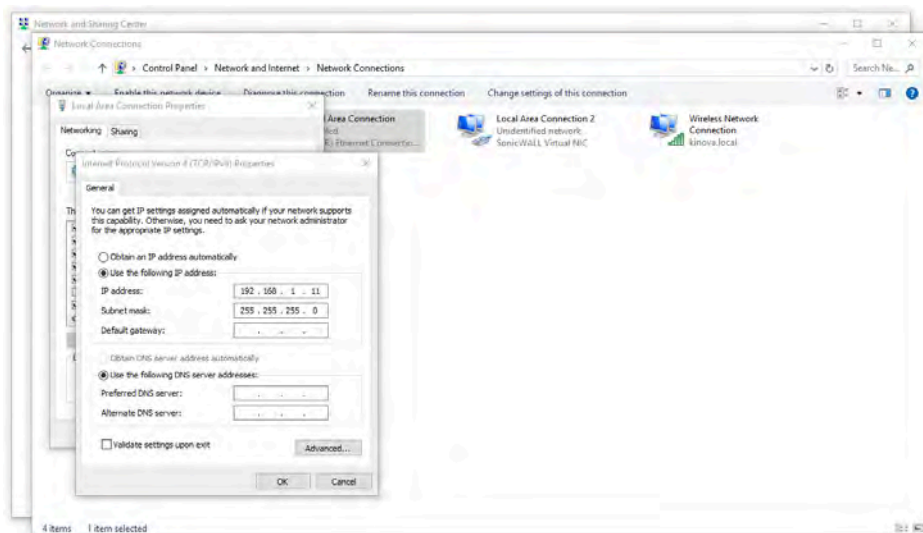 Network and Sharing Center
Network Connections
Control Panel > Network and Internet > Network Connections
Search Ne...
Organize Enable this network device Diagnose this connection Rename this connection Change settings of this connection
Local Area Connection Properties
Networking Sharing
Area Connection
Ethernet Connectio...
Local Area Connection 2
Unidentified network
SonicWALL Virtual NIC
Wireless Network
Connection
kinova.local
Internet Protocol Version 4 (TCP/IPv4) Properties
General
You can get IP settings assigned automatically if your network supports
this capability. Otherwise, you need to ask your network administrator
for the appropriate IP settings.
Obtain an IP address automatically
Use the following IP address:
IP address: 192 . 168 . 1 . 11
Subnet mask: 255 . 255 . 255 . 0
Default gateway: . . .
Obtain DNS server address automatically
Use the following DNS server addresses:
Preferred DNS server: . . .
Alternate DNS server: . . .
Validate settings upon exit
Advanced...
OK Cancel
4 items 1 item selected